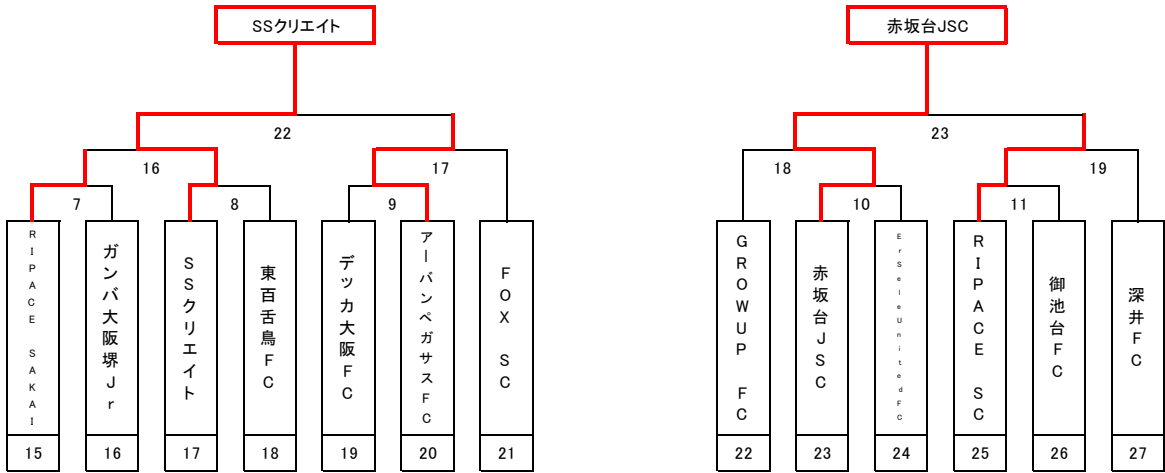 SSクリエイト
赤坂台JSC
22
23
16
17
18
19
7
8
9
10
11
RIPACE SAKAI
ガンバ大阪堺Jr
SSクリエイト
東百舌鳥FC
デッカ大阪FC
アーバンペガサスFC
FOX SC
GROWUP FC
赤坂台JSC
ErSeleUnitedFC
RIPACE SC
御池台FC
深井FC
15
16
17
18
19
20
21
22
23
24
25
26
27